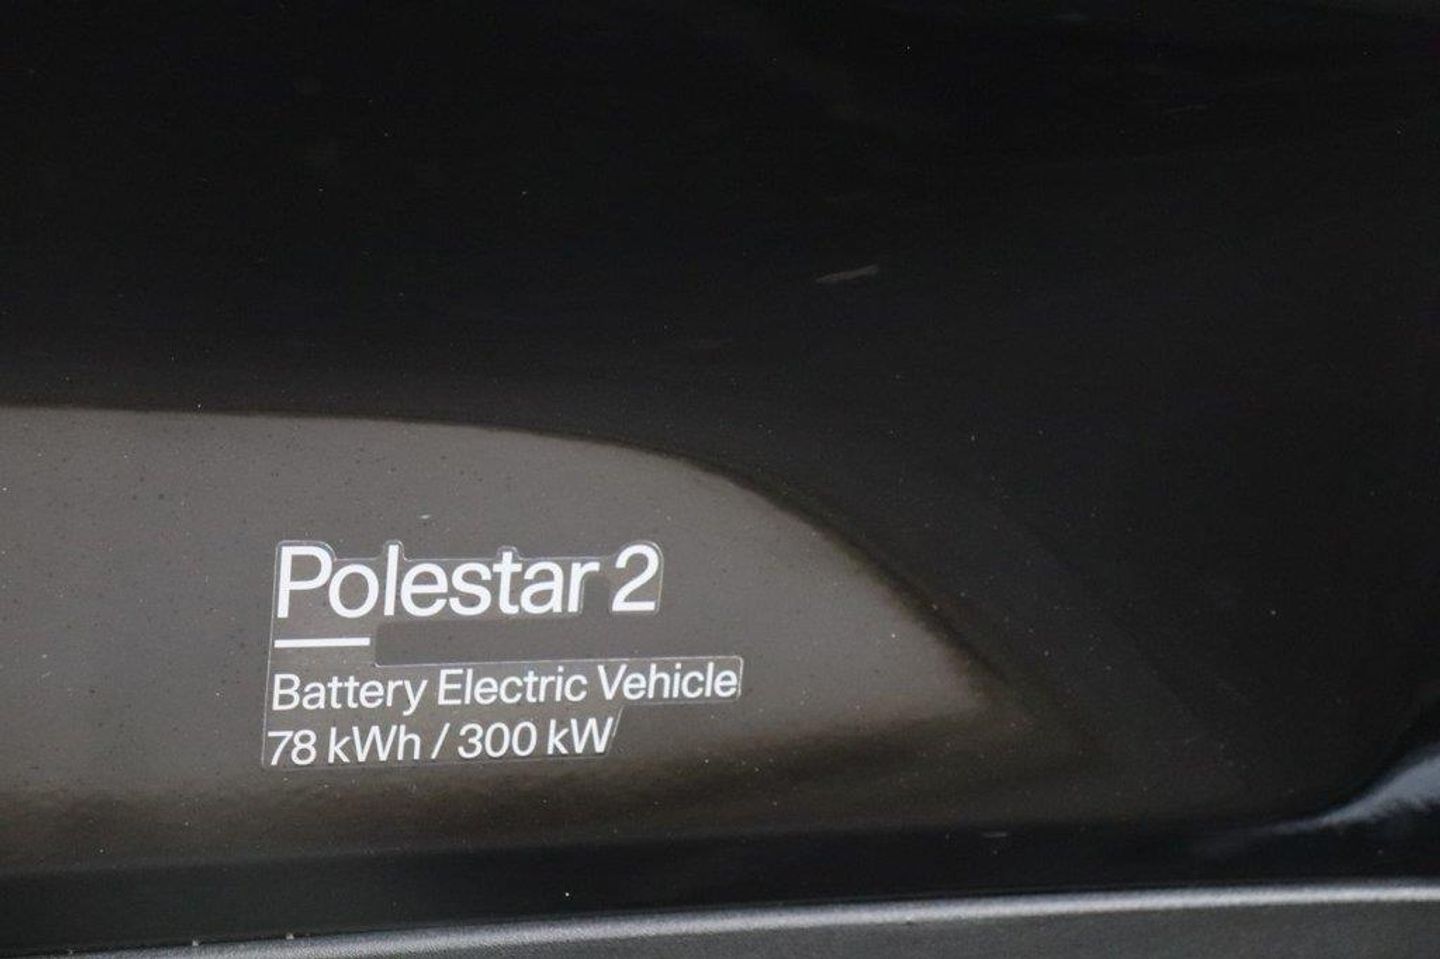 Polestar 2
Battery Electric Vehicle
78 kWh / 300 kW